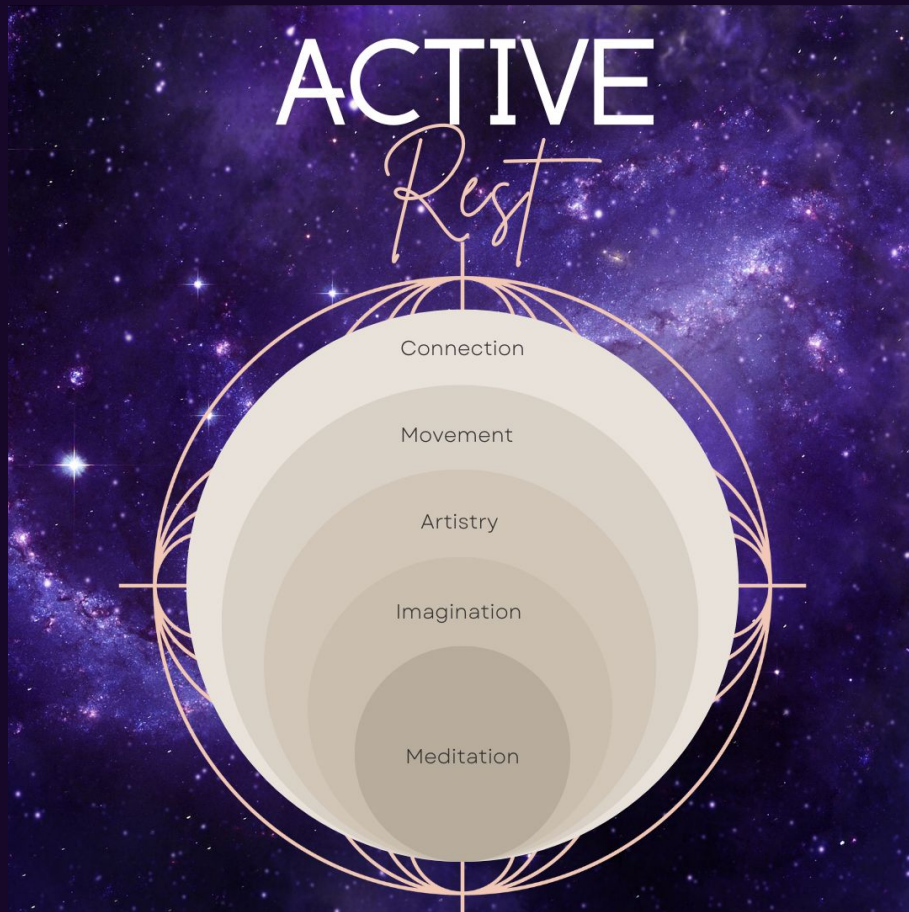 ACTIVE
Rest
Connection
Movement
Artistry
Imagination
Meditation